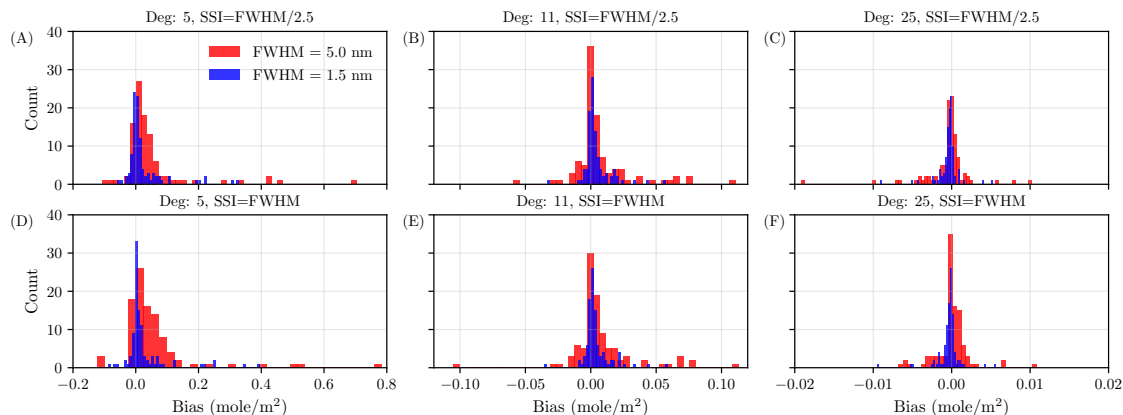 Deg: 5, SSI=FWHM/2.5
Deg: 11, SSI=FWHM/2.5
Deg: 25, SSI=FWHM/2.5
(A)
(B)
(C)
40
30
20
10
0
Count
FWHM = 5.0 nm
FWHM = 1.5 nm
Deg: 5, SSI=FWHM
Deg: 11, SSI=FWHM
Deg: 25, SSI=FWHM
(D)
(E)
(F)
40
30
20
10
0
Count
−0.2 0.0 0.2 0.4 0.6 0.8
−0.10 −0.05 0.00 0.05 0.10
−0.02 −0.01 0.00 0.01 0.02
Bias (mole/m²)
Bias (mole/m²)
Bias (mole/m²)